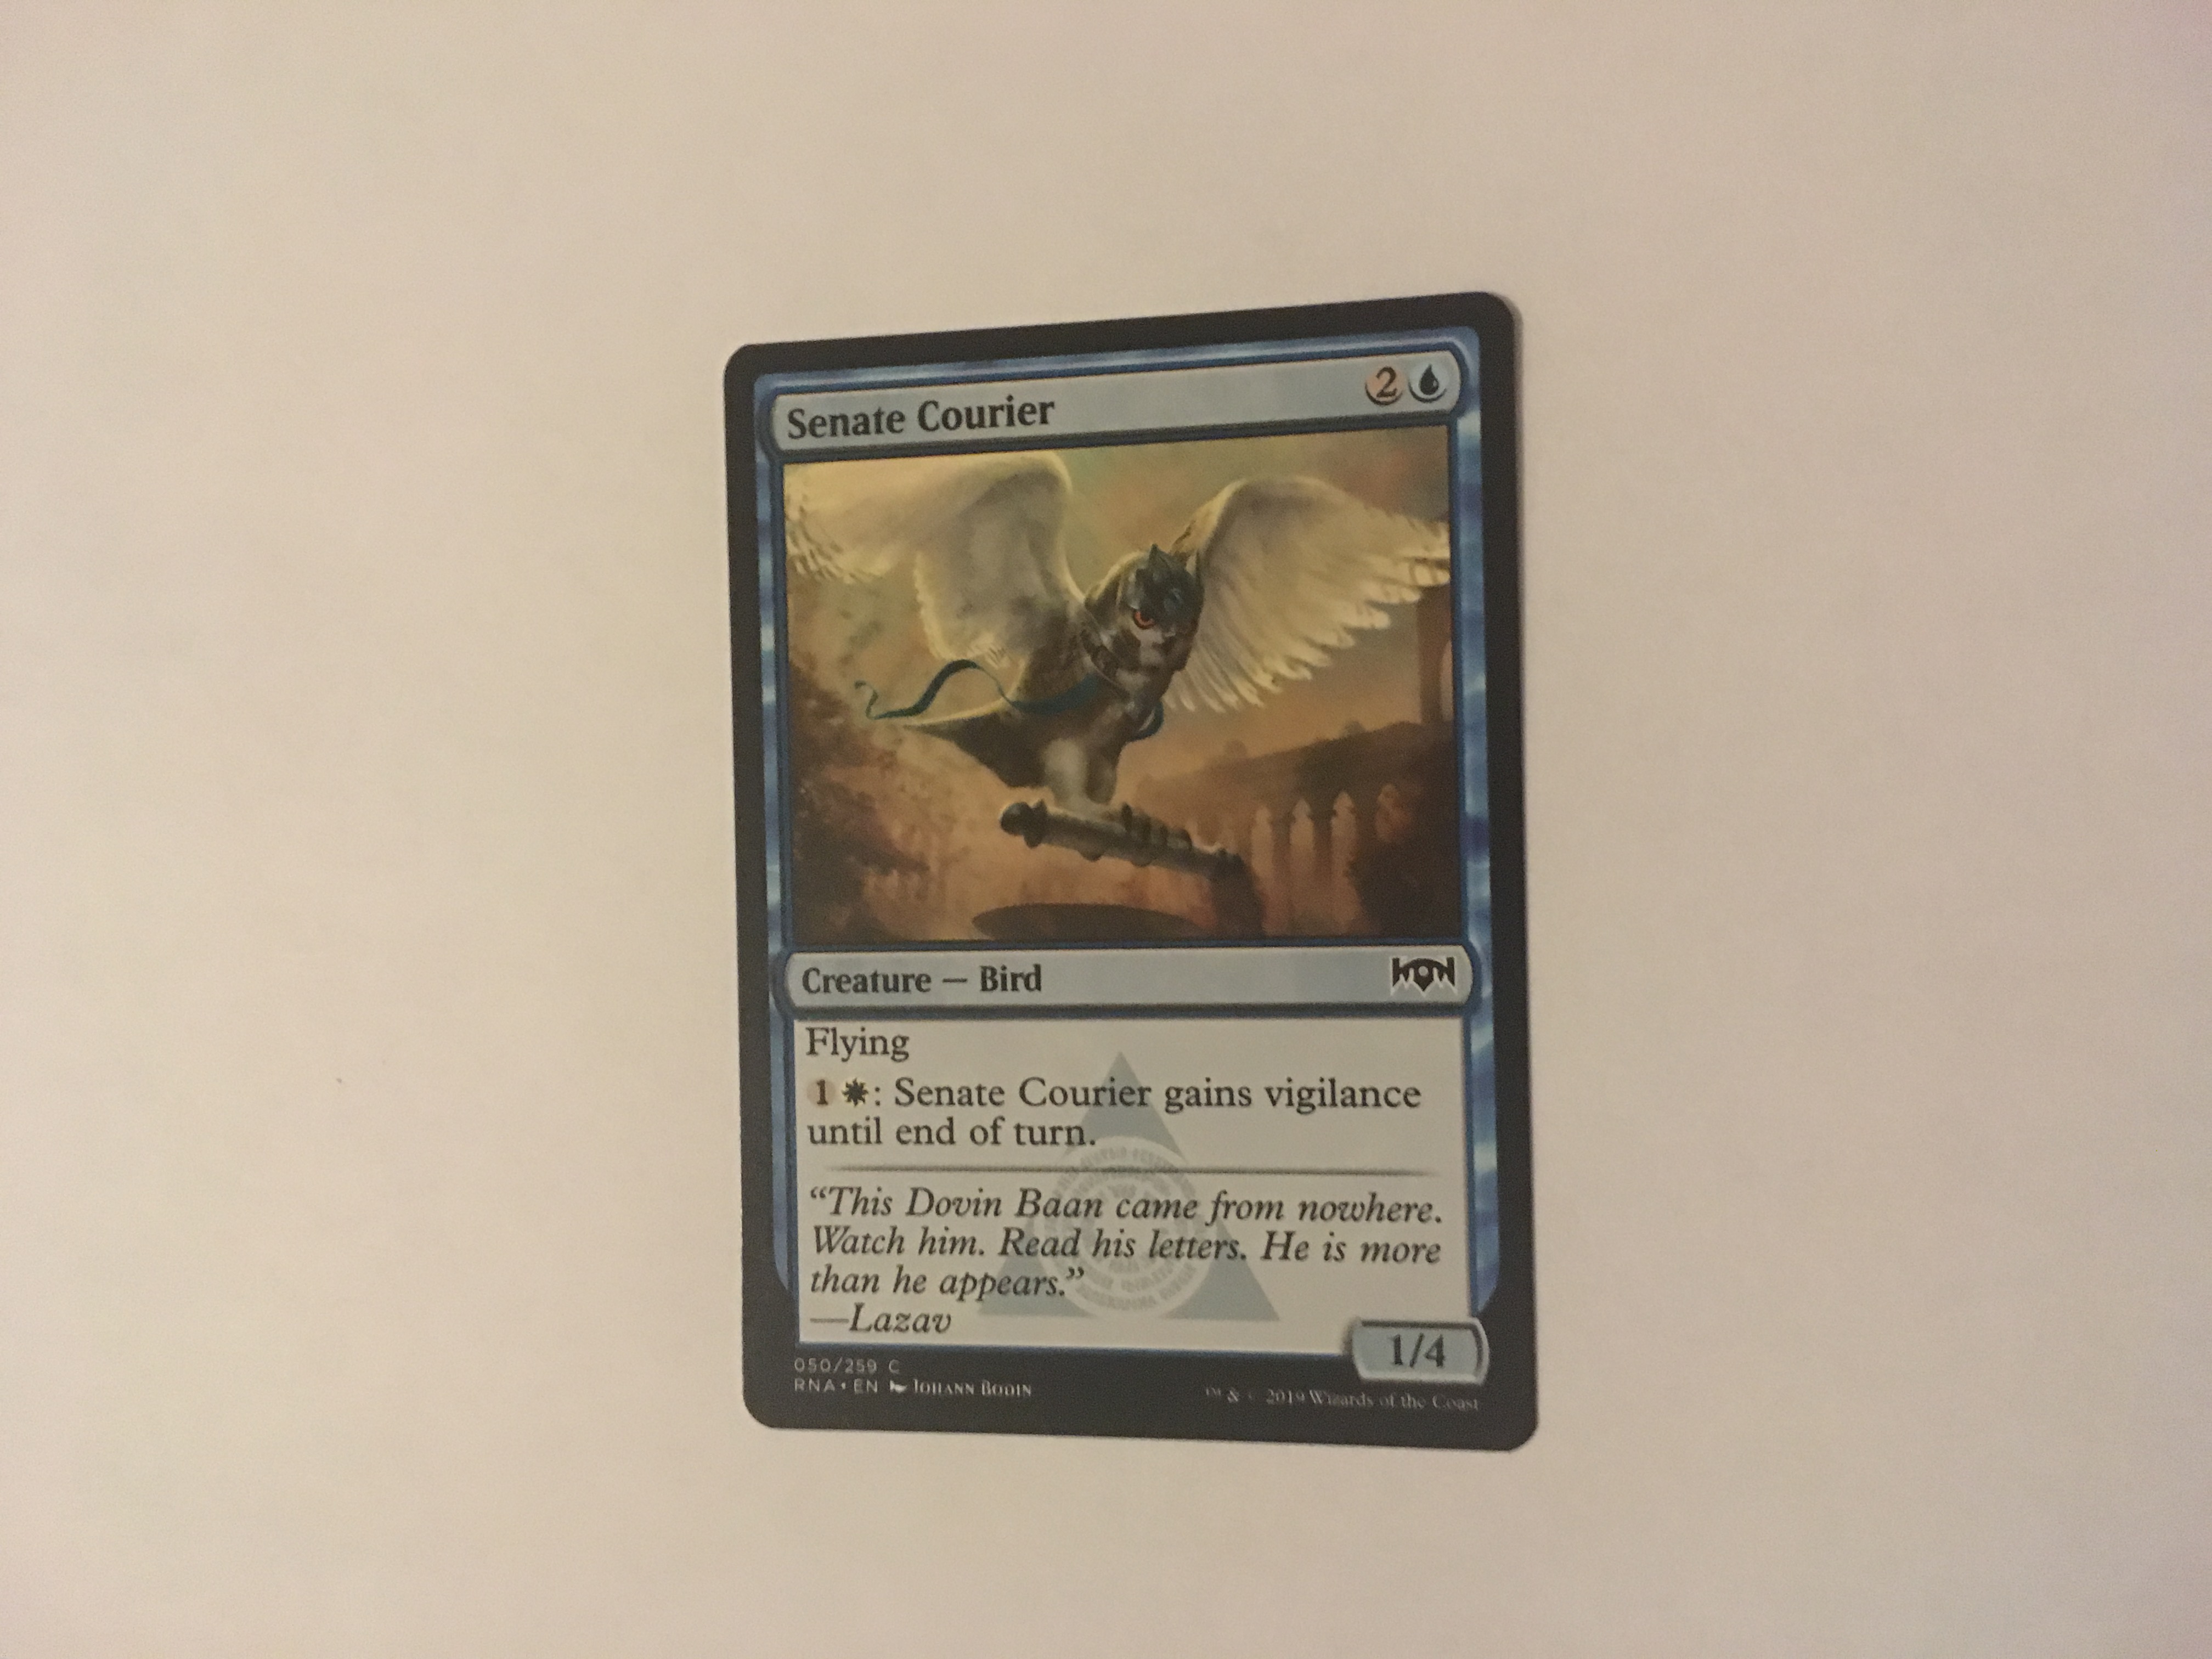 Senate Courier
2
Creature — Bird
Flying
1 : Senate Courier gains vigilance
until end of turn.
“This Dovin Baan came from nowhere.
Watch him. Read his letters. He is more
than he appears.”
—Lazav
1/4
050/259 C
RNA • EN Johann Bodin
™ & © 2019 Wizards of the Coast